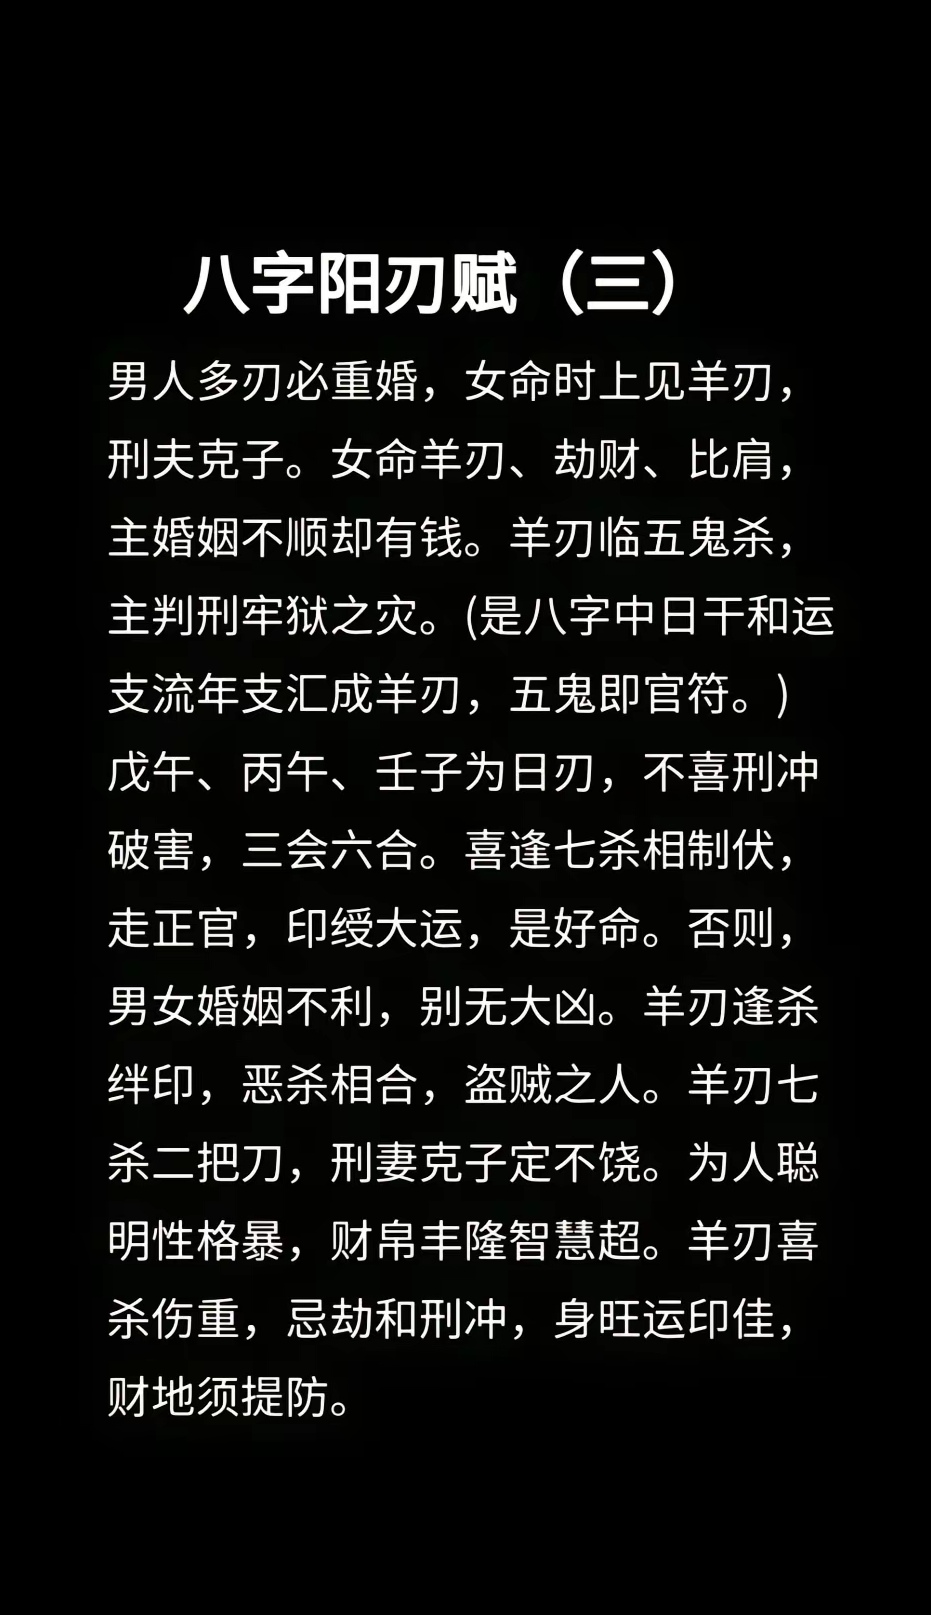 八字阳刃赋（三）
男人多刃必重婚，女命时上见羊刃，
刑夫克子。女命羊刃、劫财、比肩，
主婚姻不顺却有钱。羊刃临五鬼杀，
主判刑牢狱之灾。(是八字中日干和运
支流年支汇成羊刃，五鬼即官符。)
戊午、丙午、壬子为日刃，不喜刑冲
破害，三会六合。喜逢七杀相制伏，
走正官，印绶大运，是好命。否则，
男女婚姻不利，别无大凶。羊刃逢杀
绊印，恶杀相合，盗贼之人。羊刃七
杀二把刀，刑妻克子定不饶。为人聪
明性格暴，财帛丰隆智慧超。羊刃喜
杀伤重，忌劫和刑冲，身旺运印佳，
财地须提防。